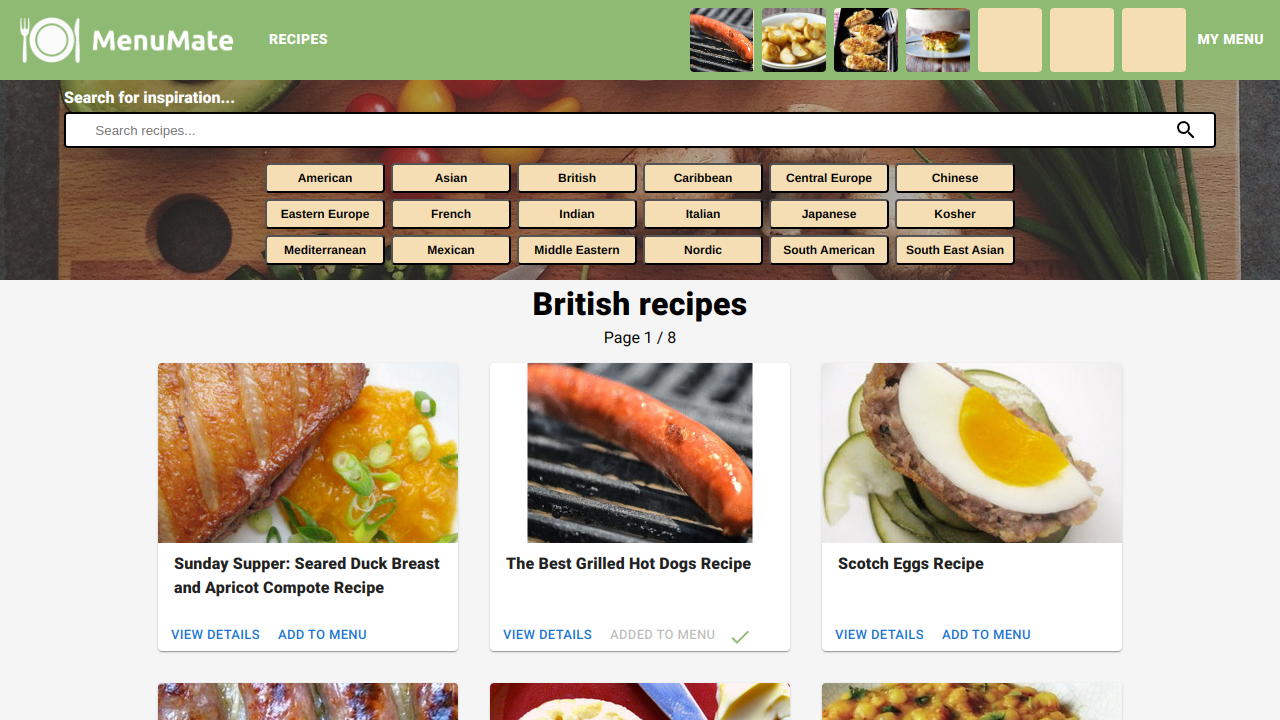 MenuMate
RECIPES
MY MENU
Search for inspiration...
Search recipes...
American
Asian
British
Caribbean
Central Europe
Chinese
Eastern Europe
French
Indian
Italian
Japanese
Kosher
Mediterranean
Mexican
Middle Eastern
Nordic
South American
South East Asian
British recipes
Page 1 / 8
Sunday Supper: Seared Duck Breast
and Apricot Compote Recipe
VIEW DETAILS
ADD TO MENU
The Best Grilled Hot Dogs Recipe
VIEW DETAILS
ADDED TO MENU
Scotch Eggs Recipe
VIEW DETAILS
ADD TO MENU